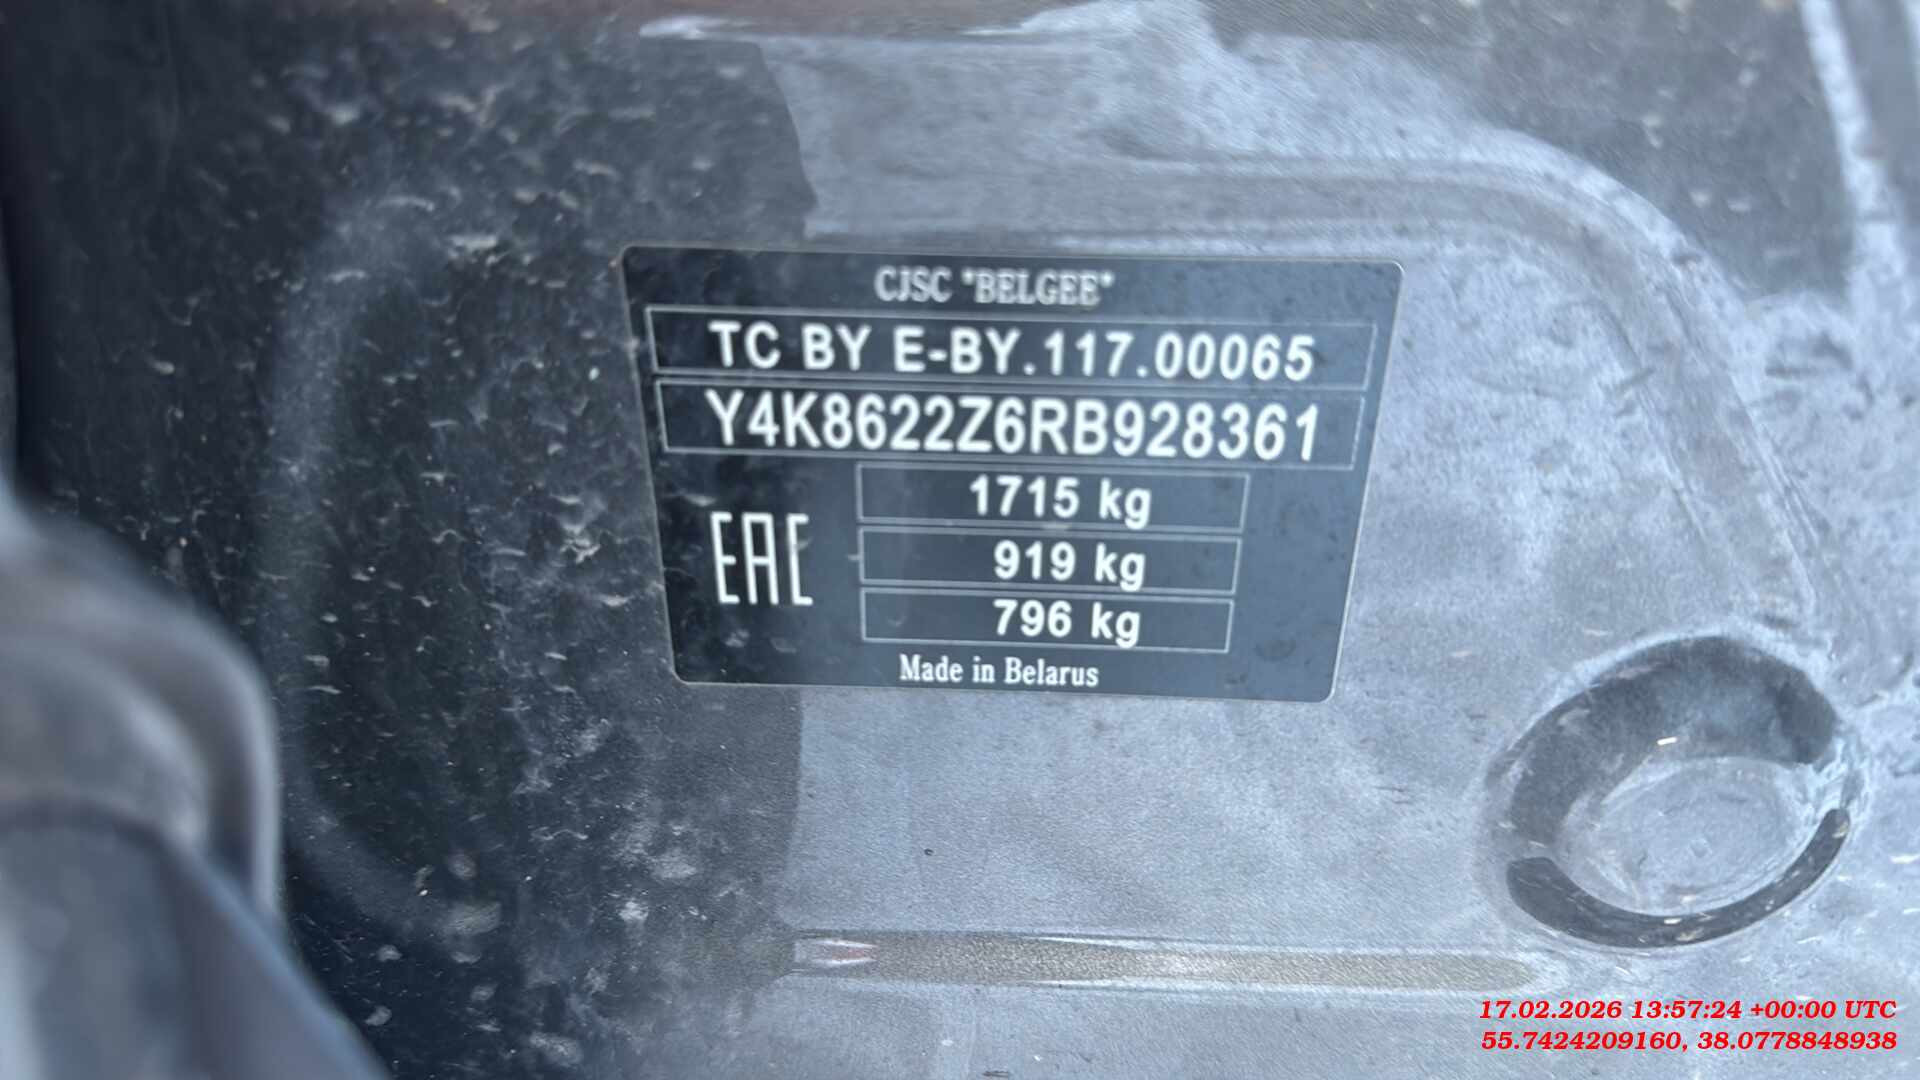 CJSC "BELGEE"
TC BY E-BY.117.00065
Y4K8622Z6RB928361
1715 kg
EAC
919 kg
796 kg
Made in Belarus
17.02.2026 13:57:24 +00:00 UTC
55.7424209160, 38.0778848938